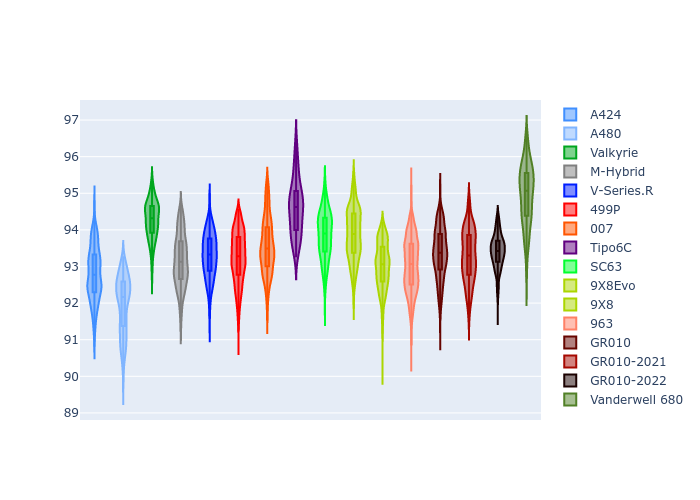 97
96
95
94
93
92
91
90
89
A424
A480
Valkyrie
M-Hybrid
V-Series.R
499P
007
Tipo6C
SC63
9X8Evo
9X8
963
GR010
GR010-2021
GR010-2022
Vanderwell 680